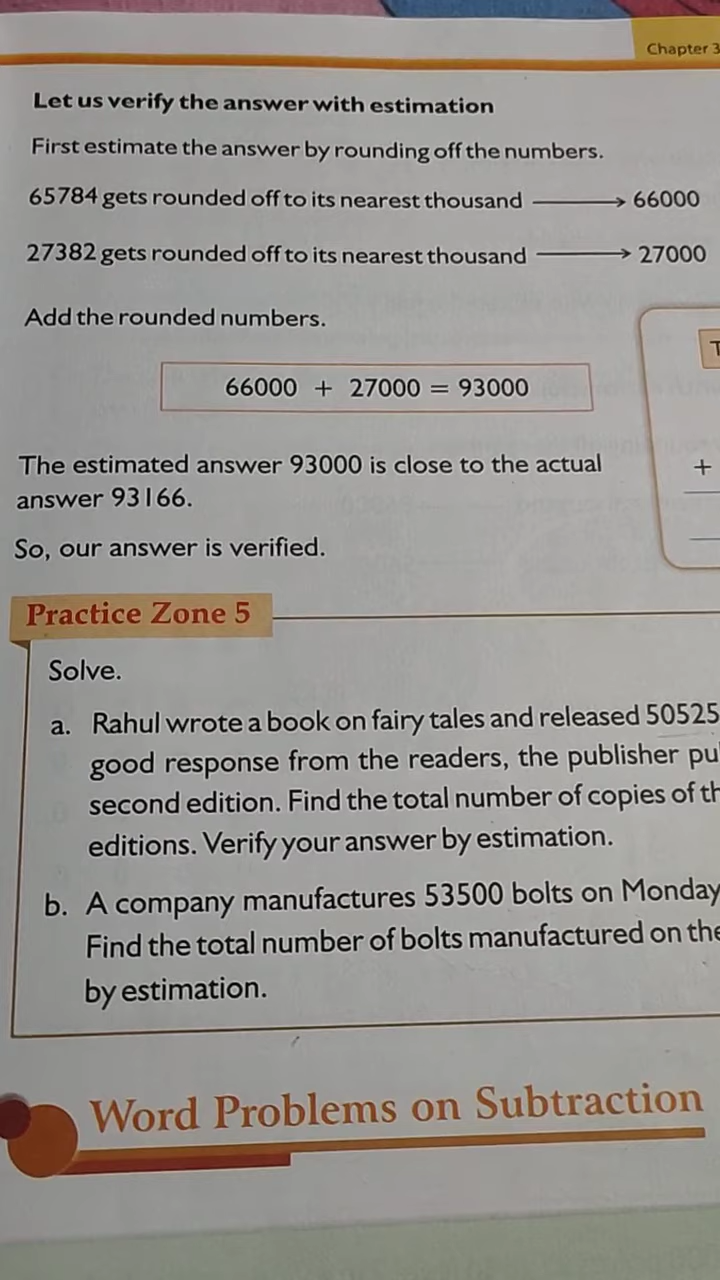 Chapter 3
Let us verify the answer with estimation
First estimate the answer by rounding off the numbers.
65784 gets rounded off to its nearest thousand → 66000
27382 gets rounded off to its nearest thousand → 27000
Add the rounded numbers.
66000 + 27000 = 93000
The estimated answer 93000 is close to the actual
answer 93166.
+
So, our answer is verified.
Practice Zone 5
Solve.
a. Rahul wrote a book on fairy tales and released 50525
good response from the readers, the publisher
second edition. Find the total number of copies of
editions. Verify your answer by estimation.
b. A company manufactures 53500 bolts on Monday
Find the total number of bolts manufactured on
by estimation.
Word Problems on Subtraction